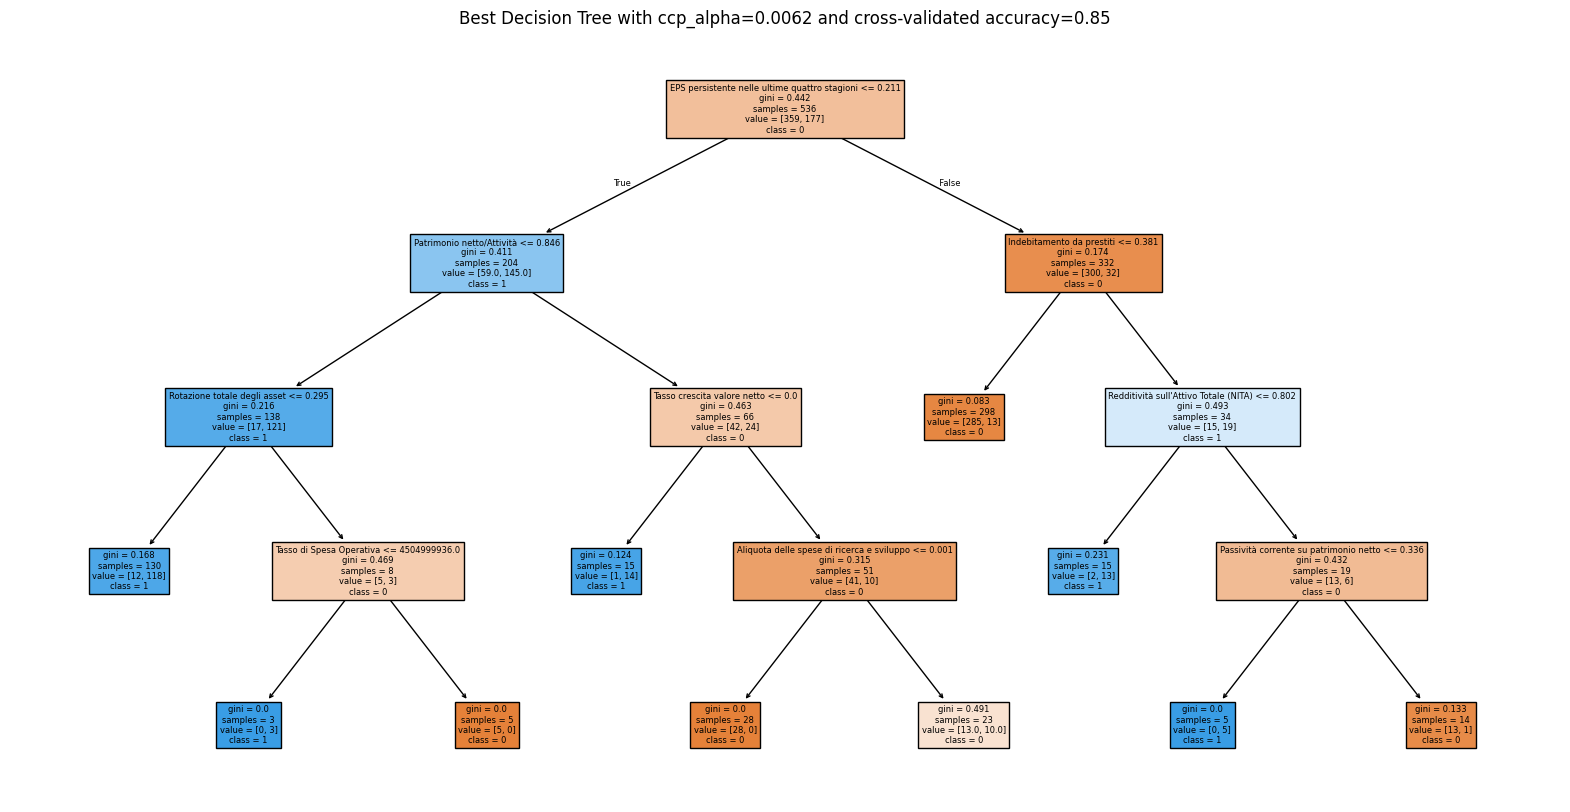 Best Decision Tree with ccp_alpha=0.0062 and cross-validated accuracy=0.85
EPS persistente nelle ultime quattro stagioni <= 0.211
gini = 0.442
samples = 536
value = [359, 177]
class = 0
True
False
Patrimonio netto/Attività <= 0.846
gini = 0.411
samples = 204
value = [59.0, 145.0]
class = 1
Indebitamento da prestiti <= 0.381
gini = 0.174
samples = 332
value = [300, 32]
class = 0
Rotazione totale degli asset <= 0.295
gini = 0.216
samples = 138
value = [17, 121]
class = 1
Tasso crescita valore netto <= 0.0
gini = 0.463
samples = 66
value = [42, 24]
class = 0
gini = 0.083
samples = 298
value = [285, 13]
class = 0
Redditività sull'Attivo Totale (NITA) <= 0.802
gini = 0.493
samples = 34
value = [15, 19]
class = 1
gini = 0.168
samples = 130
value = [12, 118]
class = 1
Tasso di Spesa Operativa <= 4504999936.0
gini = 0.469
samples = 8
value = [5, 3]
class = 0
gini = 0.124
samples = 15
value = [1, 14]
class = 1
Aliquota delle spese di ricerca e sviluppo <= 0.001
gini = 0.315
samples = 51
value = [41, 10]
class = 0
gini = 0.231
samples = 15
value = [2, 13]
class = 1
Passività corrente su patrimonio netto <= 0.336
gini = 0.432
samples = 19
value = [13, 6]
class = 0
gini = 0.0
samples = 3
value = [0, 3]
class = 1
gini = 0.0
samples = 5
value = [5, 0]
class = 0
gini = 0.0
samples = 28
value = [28, 0]
class = 0
gini = 0.491
samples = 23
value = [13.0, 10.0]
class = 0
gini = 0.0
samples = 5
value = [0, 5]
class = 1
gini = 0.133
samples = 14
value = [13, 1]
class = 0